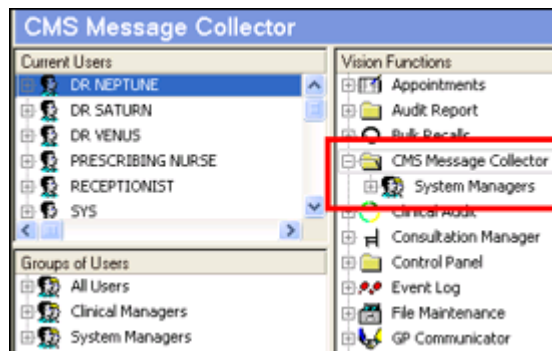 CMS Message Collector
Current Users
DR NEPTUNE
DR SATURN
DR VENUS
PRESCRIBING NURSE
RECEPTIONIST
SYS
Groups of Users
All Users
Clinical Managers
System Managers
Vision Functions
Appointments
Audit Report
Bulk Recalls
CMS Message Collector
System Managers
Clinical Audit
Consultation Manager
Control Panel
Event Log
File Maintenance
GP Communicator